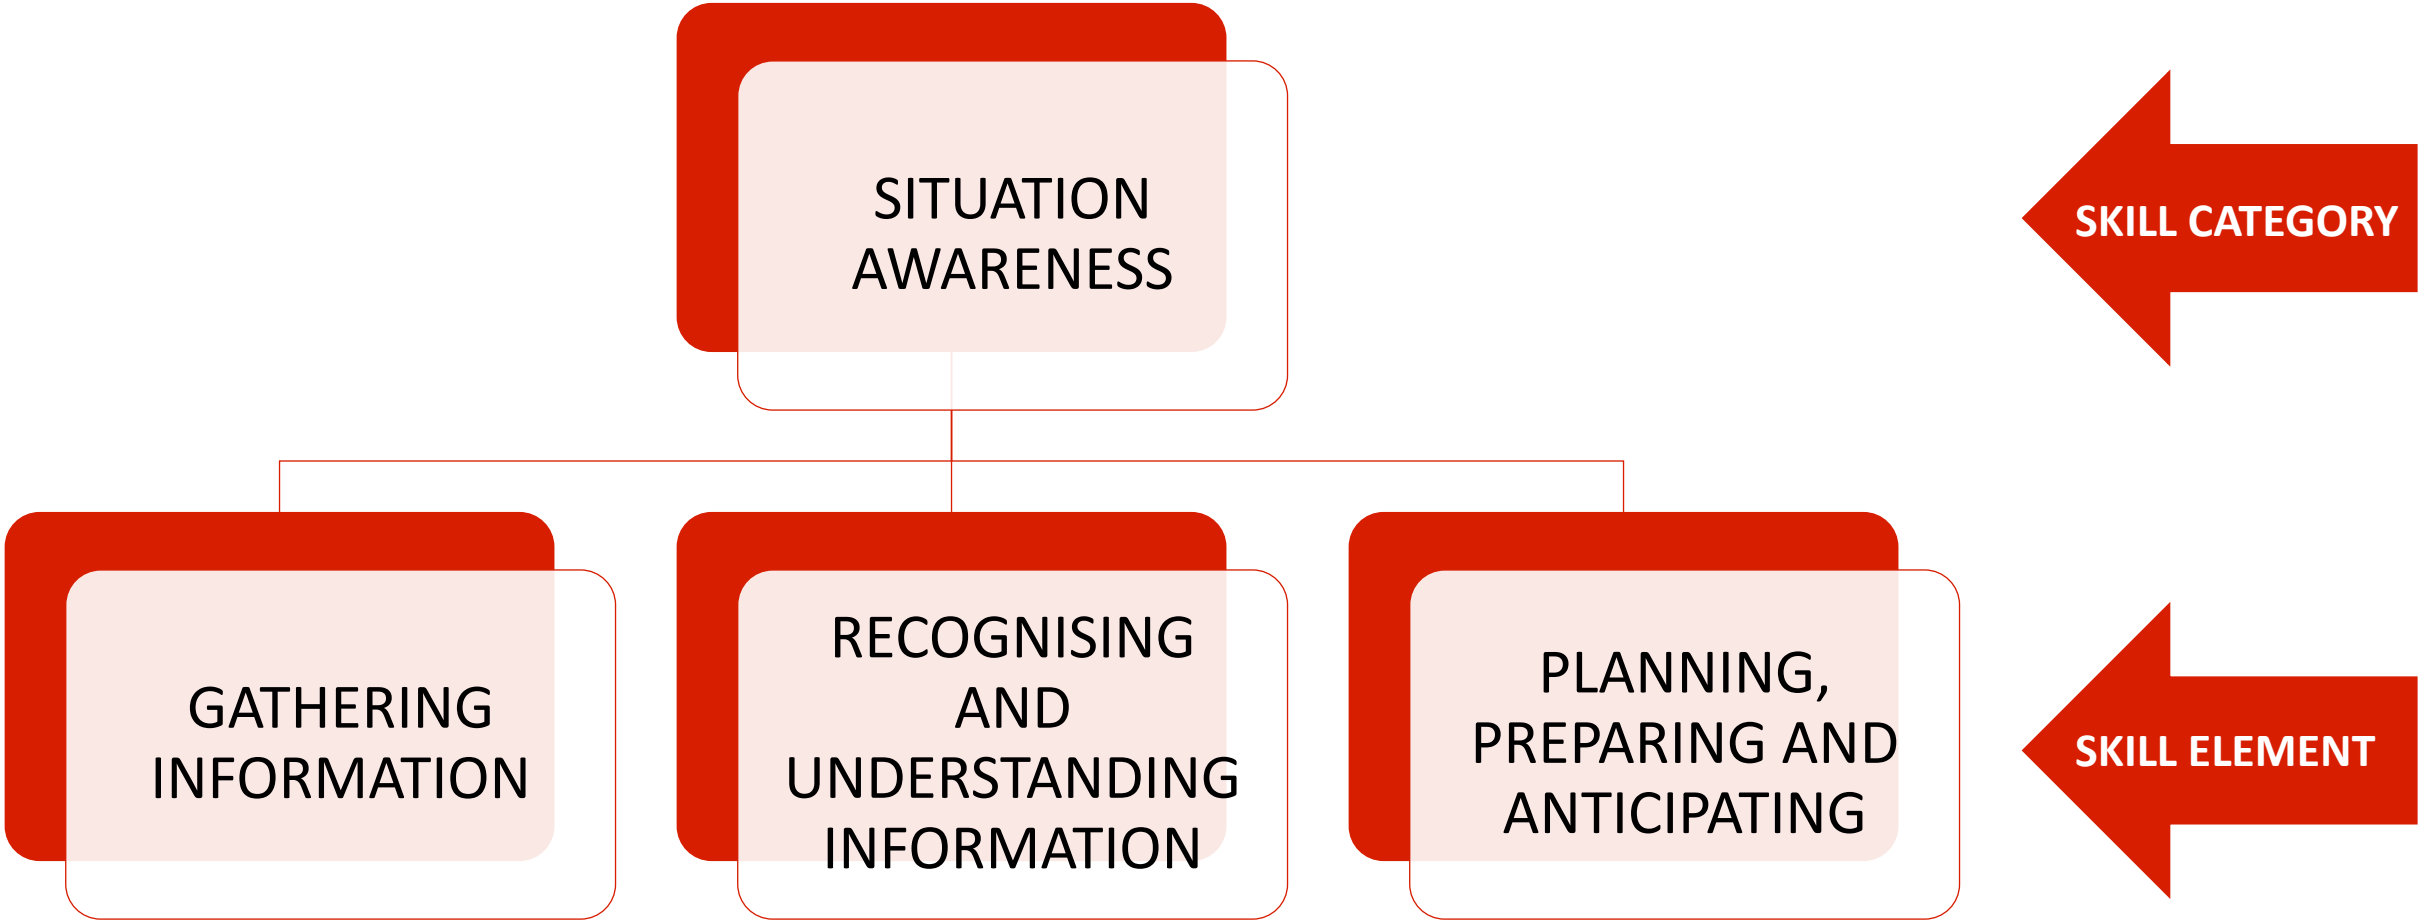 SITUATION
AWARENESS
SKILL CATEGORY
GATHERING
INFORMATION
RECOGNISING
AND
UNDERSTANDING
INFORMATION
PLANNING,
PREPARING AND
ANTICIPATING
SKILL ELEMENT